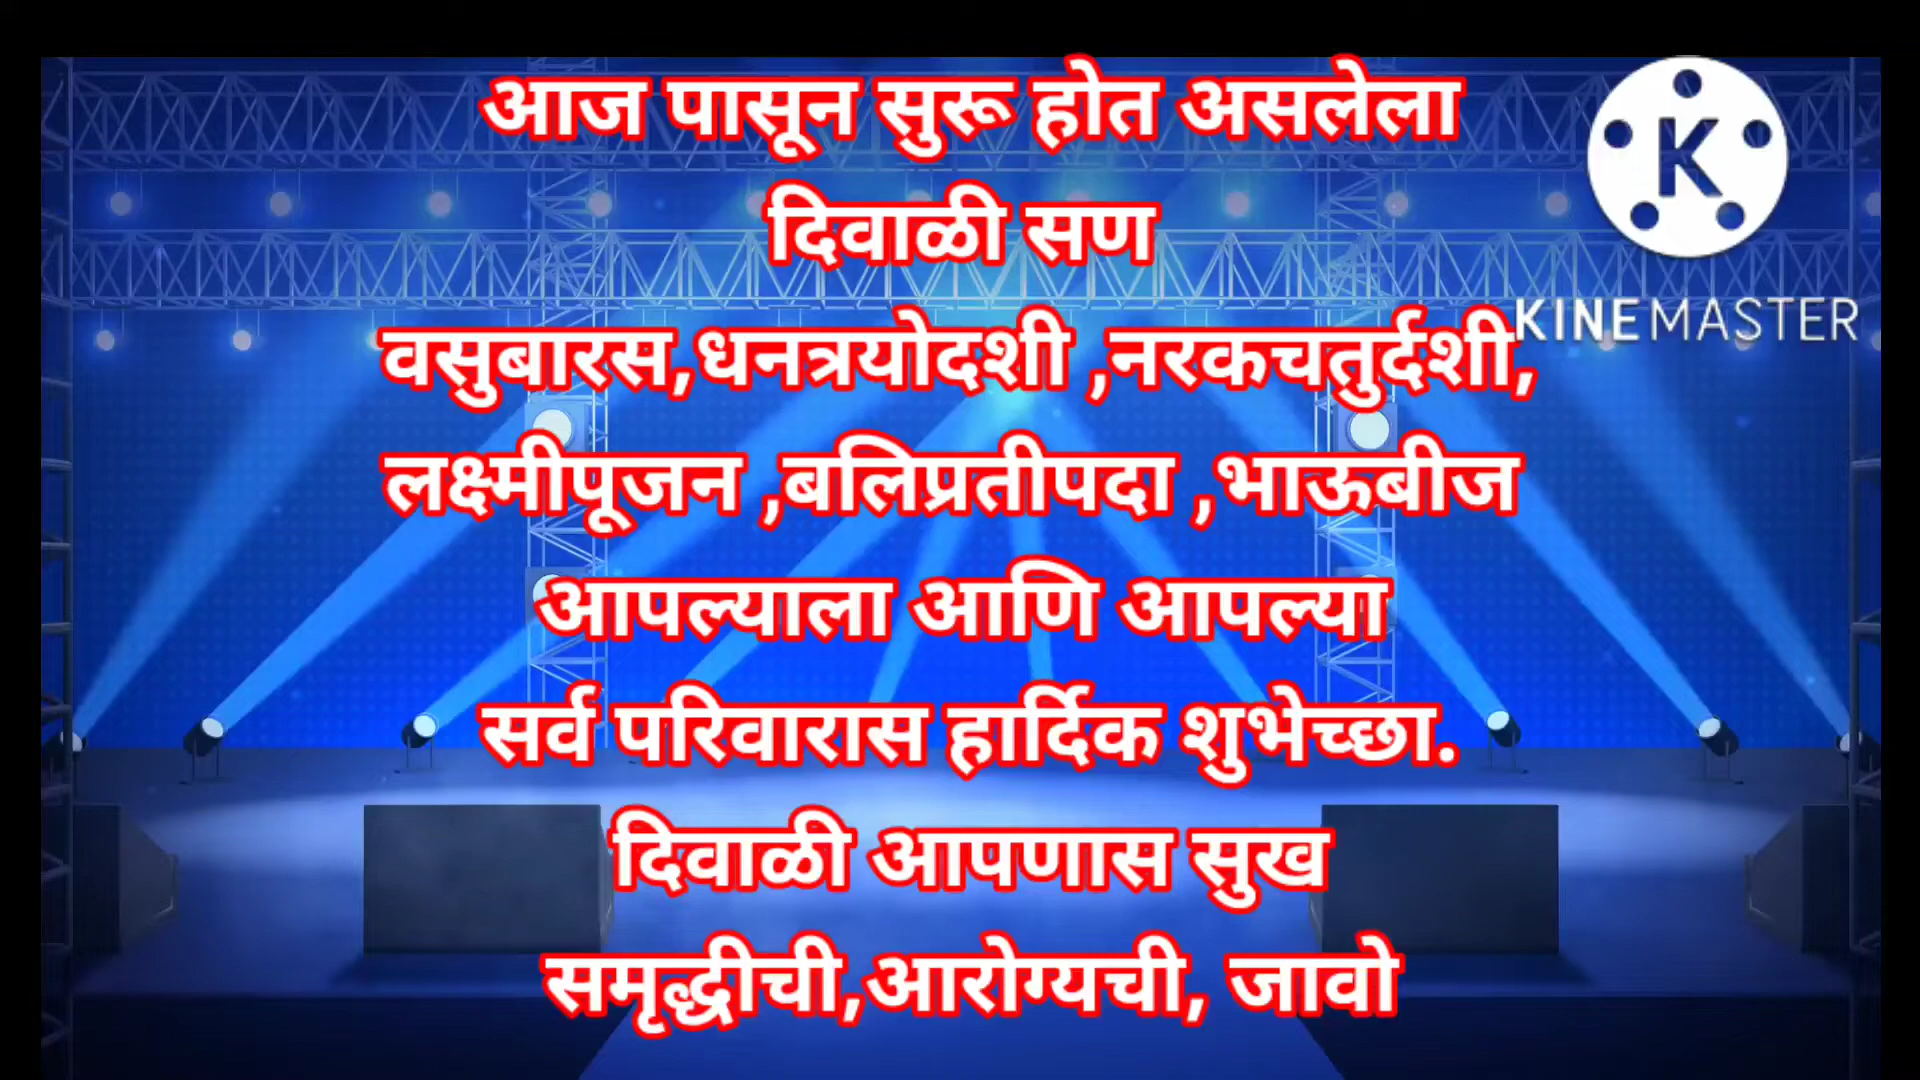 आज पासून सुरू होत असलेला
दिवाळी सण
वसुबारस,धनत्रयोदशी ,नरकचतुर्दशी,
लक्ष्मीपूजन ,बलिप्रतीपदा ,भाऊबीज
आपल्याला आणि आपल्या
सर्व परिवारास हार्दिक शुभेच्छा.
दिवाळी आपणास सुख
समृद्धीची,आरोग्यची, जावो
K
KINEMASTER